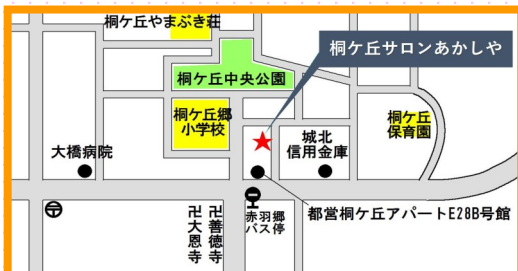 桐ケ丘やまぶき荘
桐ケ丘サロンあかしや
桐ケ丘中央公園
桐ケ丘郷
小学校
桐ケ丘
保育園
城北
信用金庫
大橋病院
都営桐ケ丘アパートE28B号館
赤羽郷
バス停
卍善徳寺
卍大恩寺